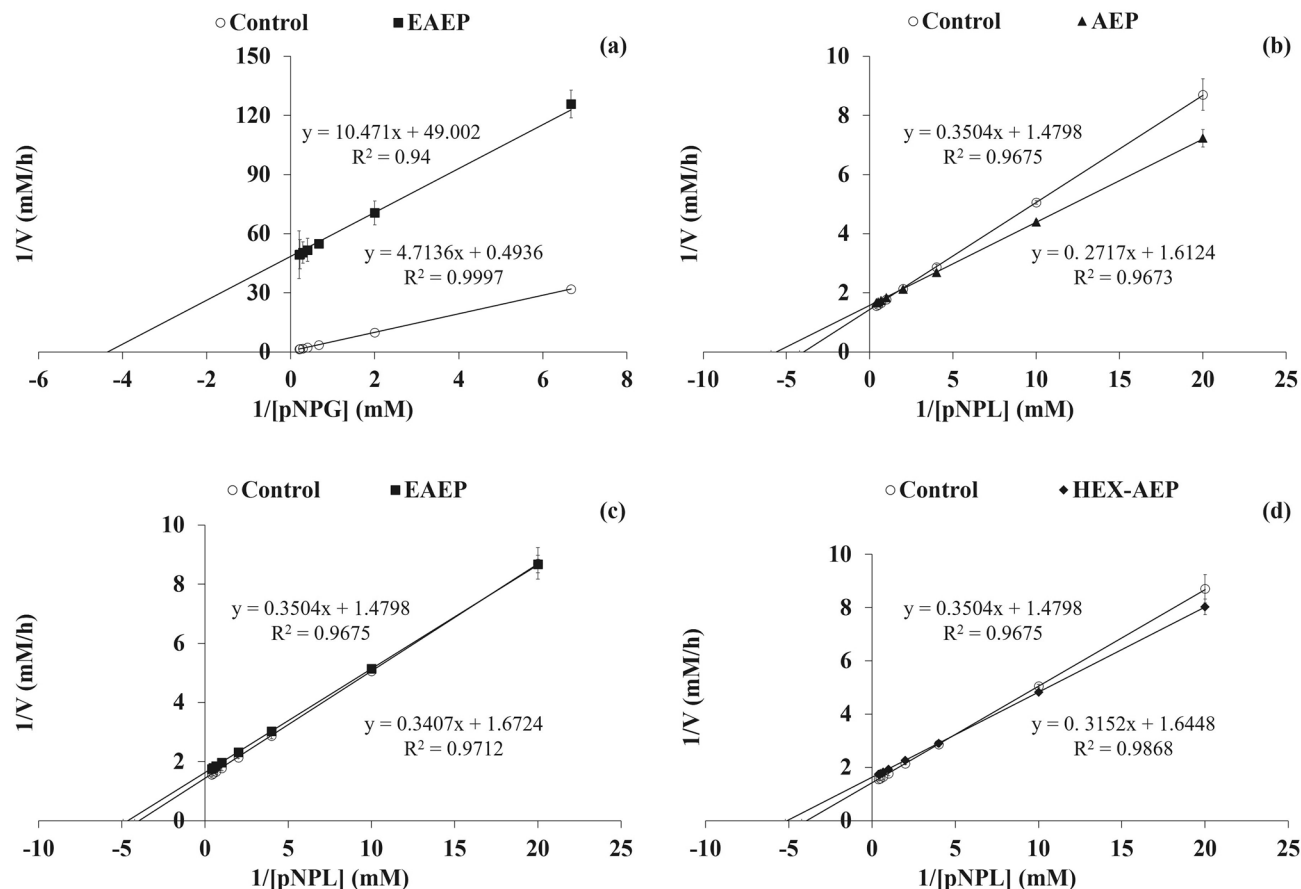 Control EAEP
(a)
150
120
90
60
30
0
1/V (mM/h)
y = 10.471x + 49.002
R² = 0.94
y = 4.7136x + 0.4936
R² = 0.9997
-6 -4 -2 0 2 4 6 8
1/[pNPG] (mM)
Control AEP
(b)
10
8
6
4
2
0
1/V (mM/h)
y = 0.3504x + 1.4798
R² = 0.9675
y = 0. 2717x + 1.6124
R² = 0.9673
-10 -5 0 5 10 15 20 25
1/[pNPL] (mM)
Control EAEP
(c)
10
8
6
4
2
0
1/V (mM/h)
y = 0.3504x + 1.4798
R² = 0.9675
y = 0.3407x + 1.6724
R² = 0.9712
-10 -5 0 5 10 15 20 25
1/[pNPL] (mM)
Control HEX-AEP
(d)
10
8
6
4
2
0
1/V (mM/h)
y = 0.3504x + 1.4798
R² = 0.9675
y = 0. 3152x + 1.6448
R² = 0.9868
-10 -5 0 5 10 15 20 25
1/[pNPL] (mM)